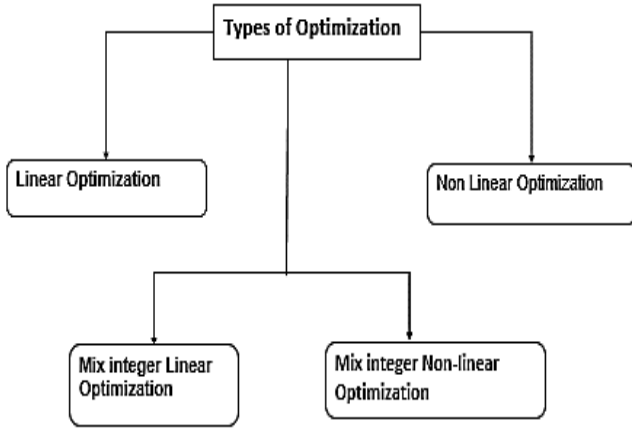 Types of Optimization
Linear Optimization
Non Linear Optimization
Mix integer Linear
Optimization
Mix integer Non-linear
Optimization